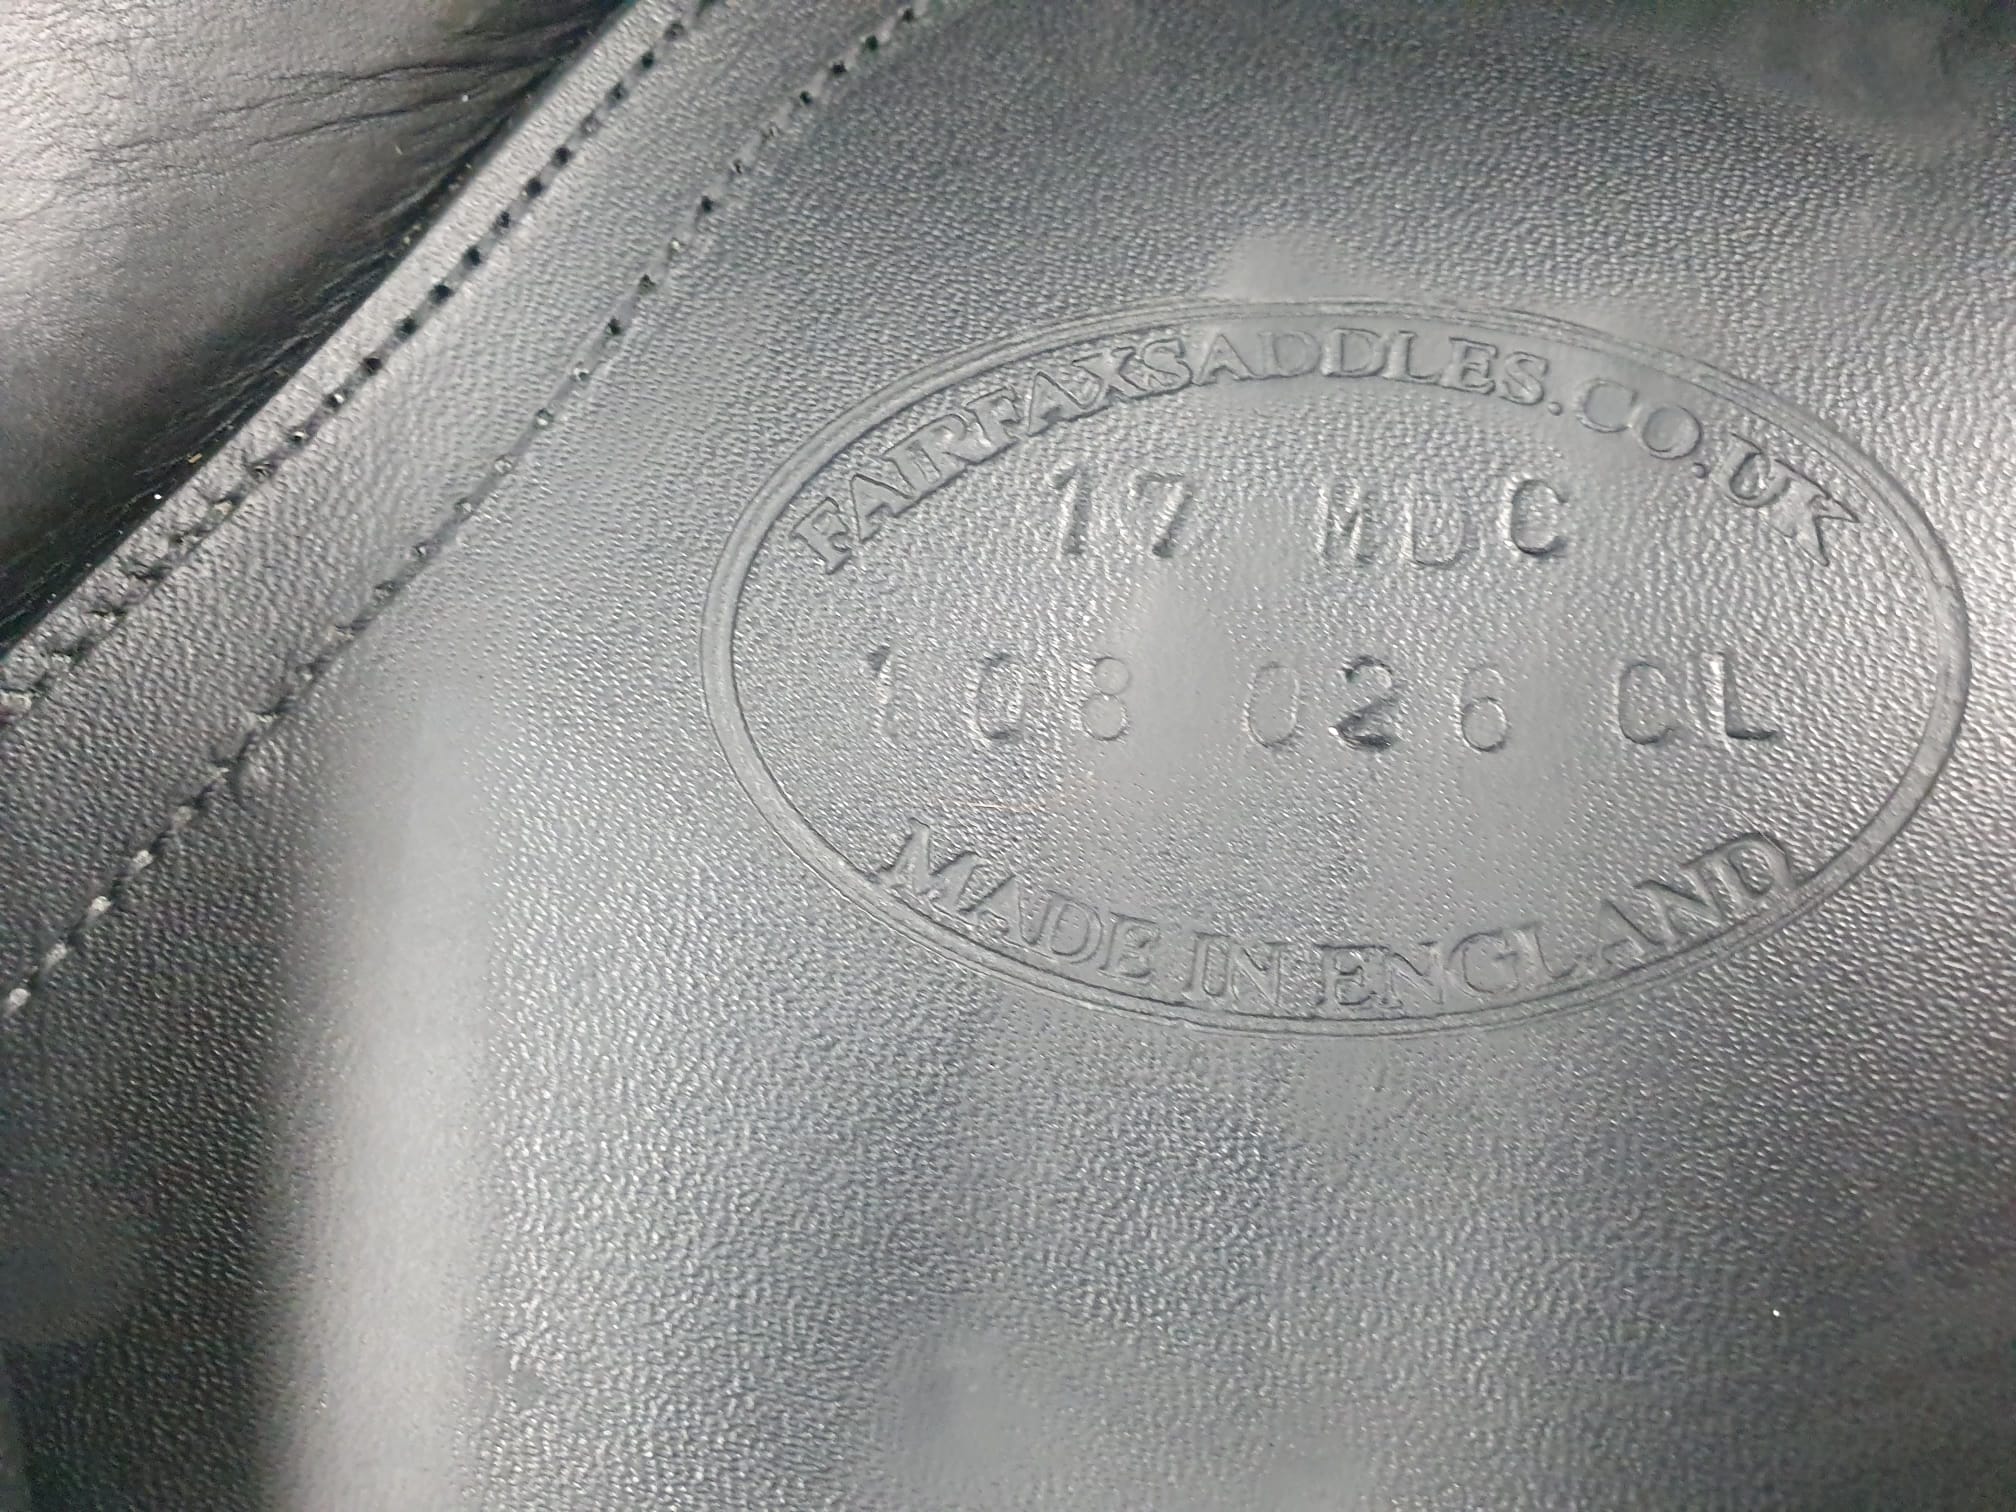 FAIRFAXSADDLES.CO.UK
17 MDC
108 026 CL
MADE IN ENGLAND